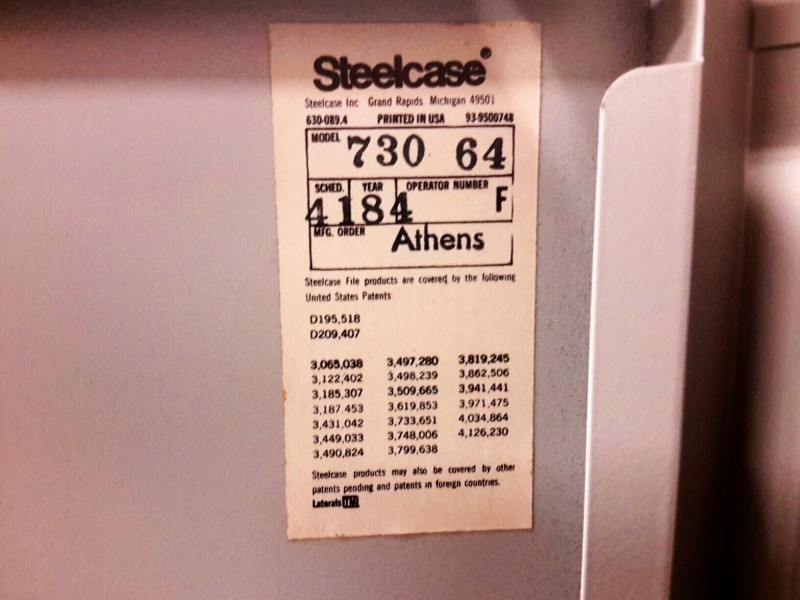 Steelcase®
Steelcase Inc Grand Rapids, Michigan 49501
630-089.4 PRINTED IN USA 93-9500748
MODEL 730 64
SCHED. YEAR OPERATOR NUMBER
4184 F
MFG. ORDER Athens
Steelcase File products are covered by the following
United States Patents
D195,518
D209,407
3,065,038 3,497,280 3,819,245
3,122,402 3,498,239 3,862,506
3,185,307 3,509,665 3,941,441
3,187 453 3,619,853 3,971,475
3,431,042 3,733,651 4,034,864
3,449,033 3,748,006 4,126,230
3,490,824 3,799,638
Steelcase products may also be covered by other
patents pending and patents in foreign countries.
Laterals